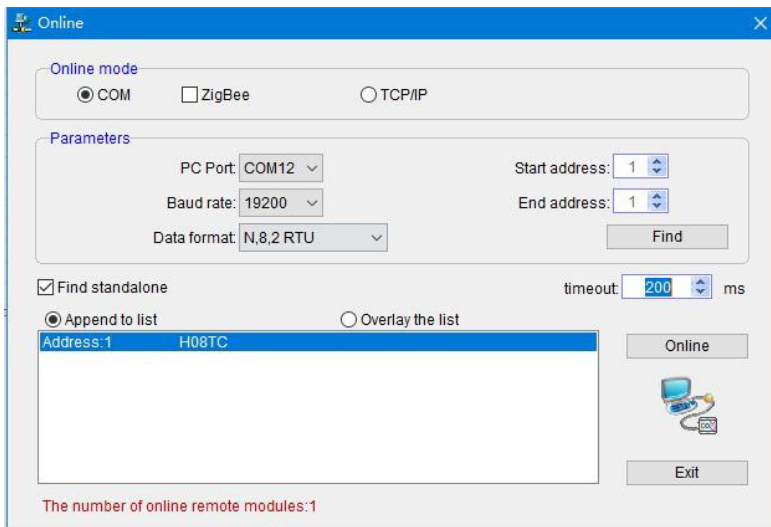 Online
Online mode
COM ZigBee TCP/IP
Parameters
PC Port: COM12 Start address: 1
Baud rate: 19200 End address: 1
Data format: N,8,2 RTU Find
Find standalone timeout: 200 ms
Append to list Overlay the list
Address:1 H08TC Online
Exit
The number of online remote modules:1